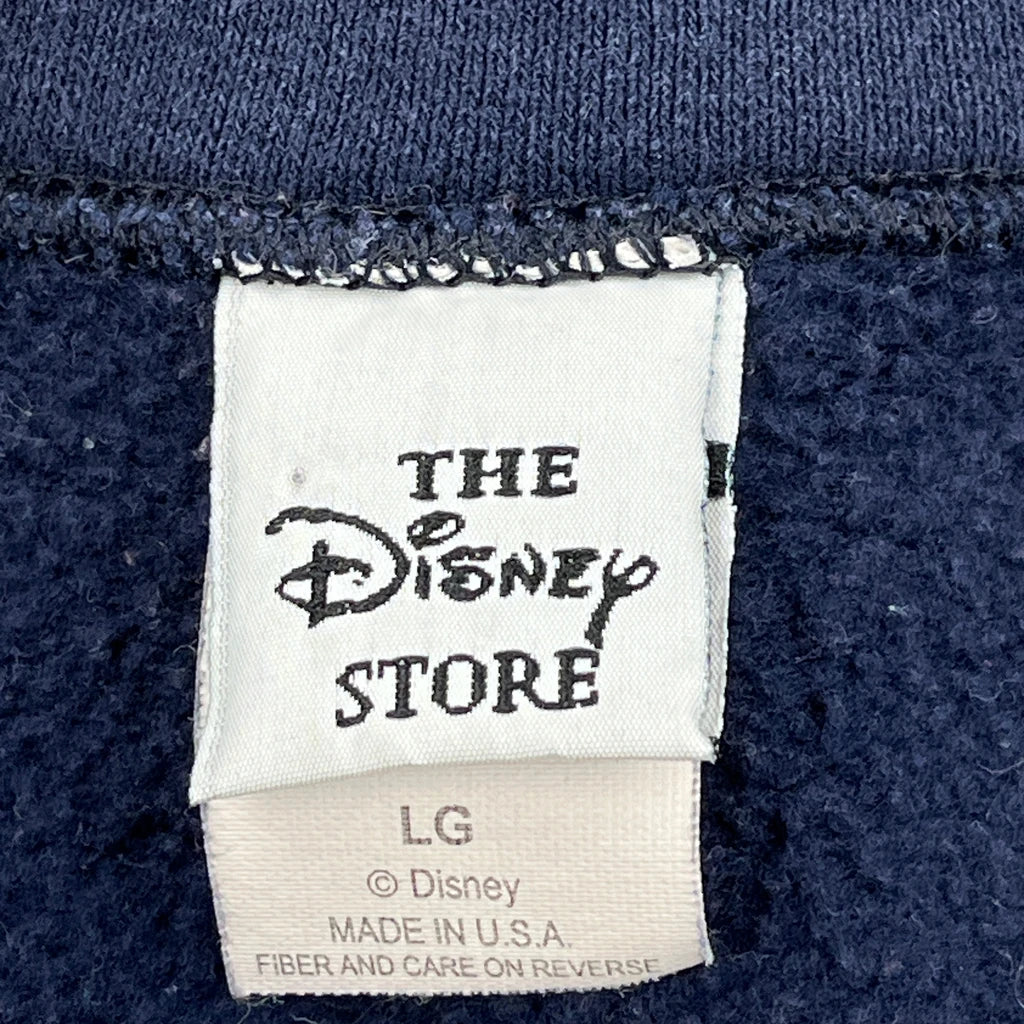 THE
Disney
STORE
LG
© Disney
MADE IN U.S.A.
FIBER AND CARE ON REVERSE